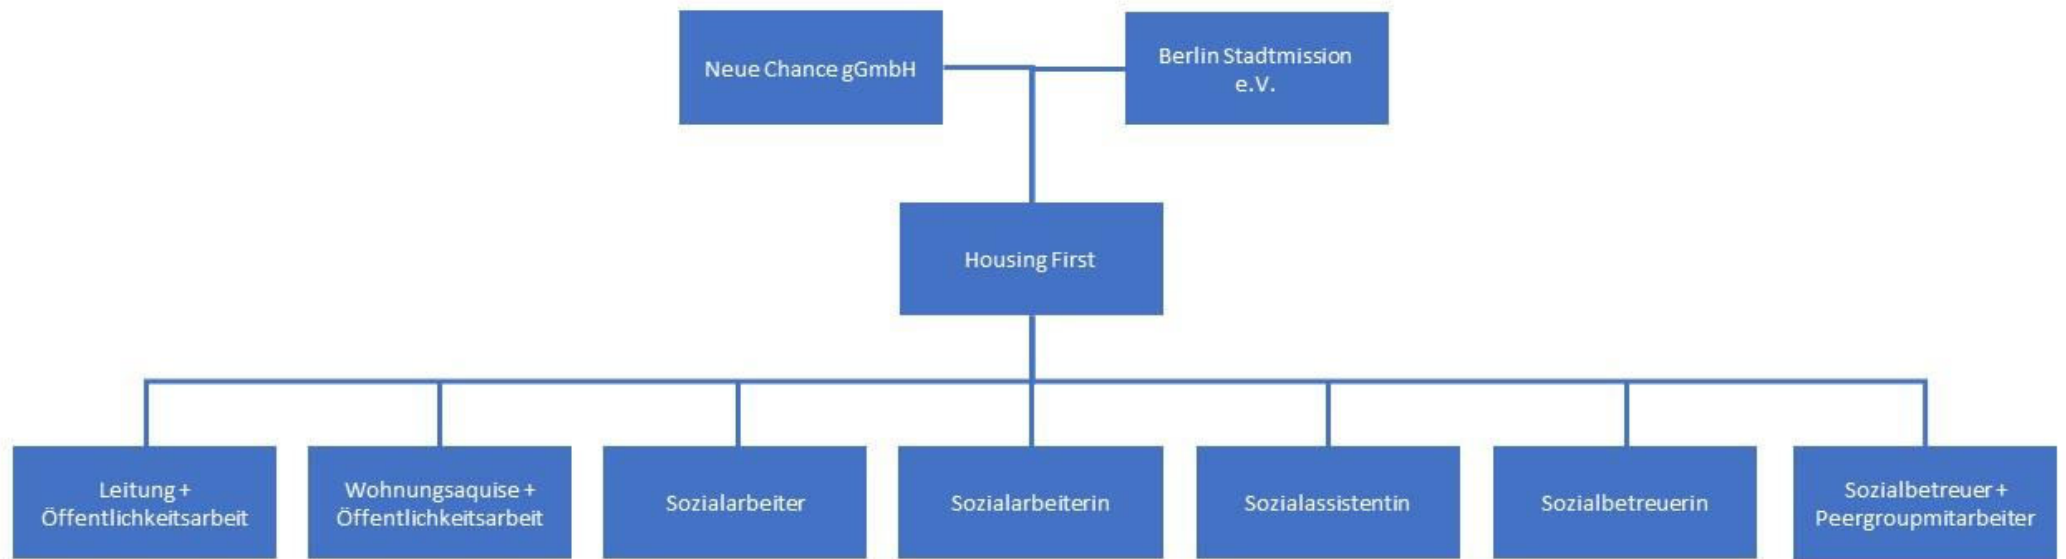 Neue Chance gGmbH
Berlin Stadtmission
e.V.
Housing First
Leitung +
Öffentlichkeitsarbeit
Wohnungsaquise +
Öffentlichkeitsarbeit
Sozialarbeiter
Sozialarbeiterin
Sozialassistentin
Sozialbetreuerin
Sozialbetreuer +
Peergroupmitarbeiter